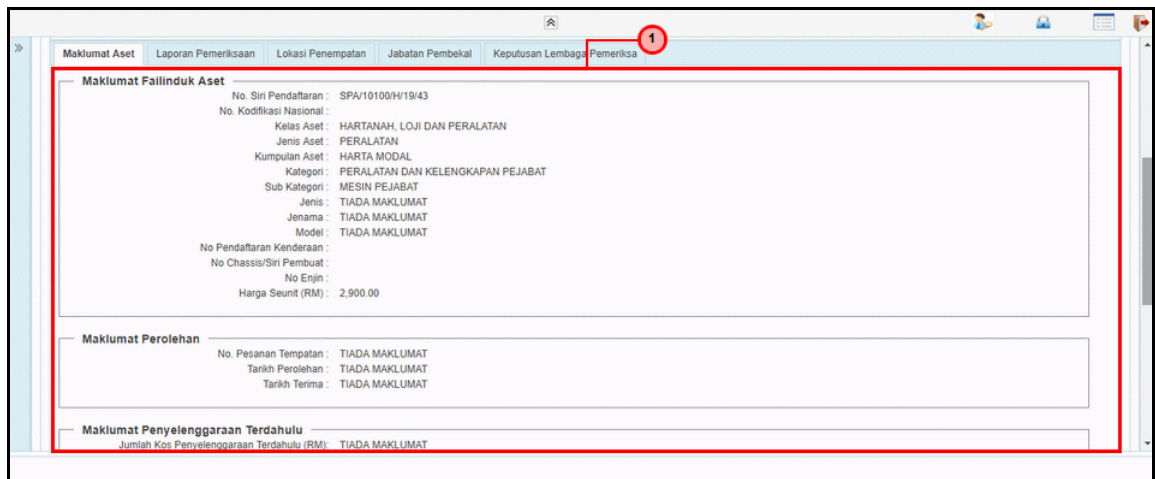 1
Maklumat Aset Laporan Pemeriksaan Lokasi Penempatan Jabatan Pembekal Keputusan Lembaga Pemeriksa
Maklumat Failinduk Aset
No. Siri Pendaftaran : SPA/10100/H/19/43
No. Kodifikasi Nasional :
Kelas Aset : HARTANAH, LOJI DAN PERALATAN
Jenis Aset : PERALATAN
Kumpulan Aset : HARTA MODAL
Kategori : PERALATAN DAN KELENGKAPAN PEJABAT
Sub Kategori : MESIN PEJABAT
Jenis : TIADA MAKLUMAT
Jenama : TIADA MAKLUMAT
Model : TIADA MAKLUMAT
No Pendaftaran Kenderaan :
No Chassis/Siri Pembuat :
No Enjin :
Harga Seunit (RM) : 2,900.00
Maklumat Perolehan
No. Pesanan Tempatan : TIADA MAKLUMAT
Tarikh Perolehan : TIADA MAKLUMAT
Tarikh Terima : TIADA MAKLUMAT
Maklumat Penyelenggaraan Terdahulu
Jumlah Kos Penyelenggaraan Terdahulu (RM): TIADA MAKLUMAT